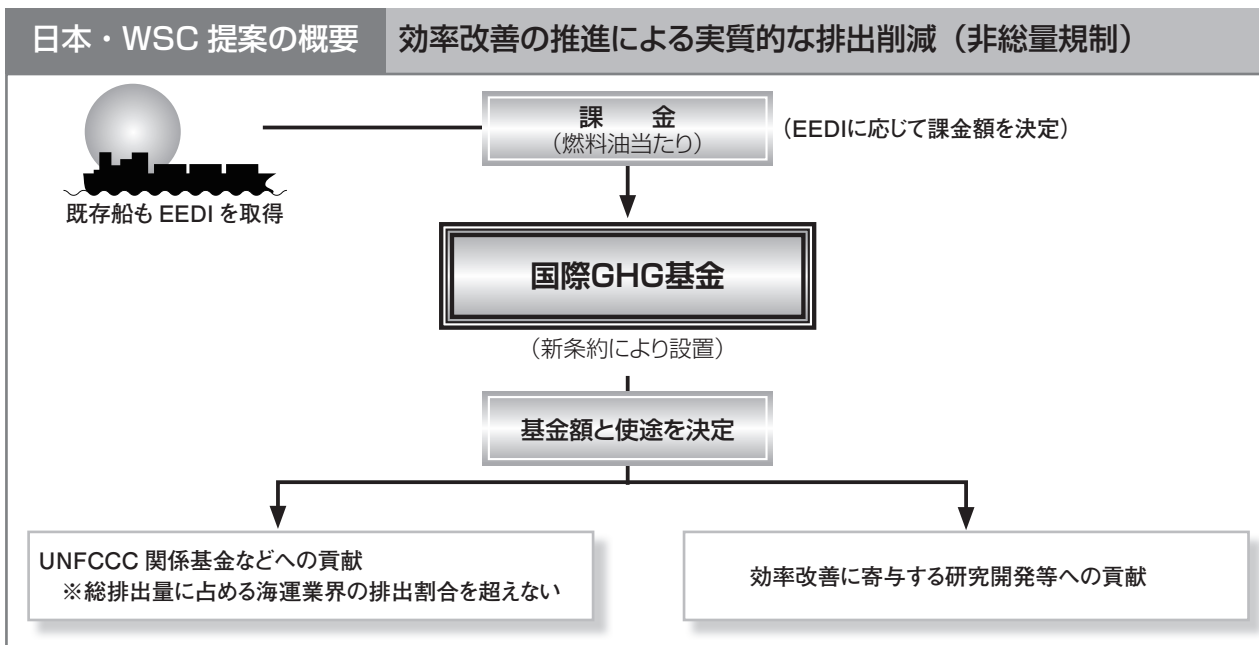 日本・WSC 提案の概要
効率改善の推進による実質的な排出削減（非総量規制）
課　金
（燃料油当たり）
（EEDIに応じて課金額を決定）
既存船も EEDI を取得
国際GHG基金
（新条約により設置）
基金額と使途を決定
UNFCCC 関係基金などへの貢献
※総排出量に占める海運業界の排出割合を超えない
効率改善に寄与する研究開発等への貢献